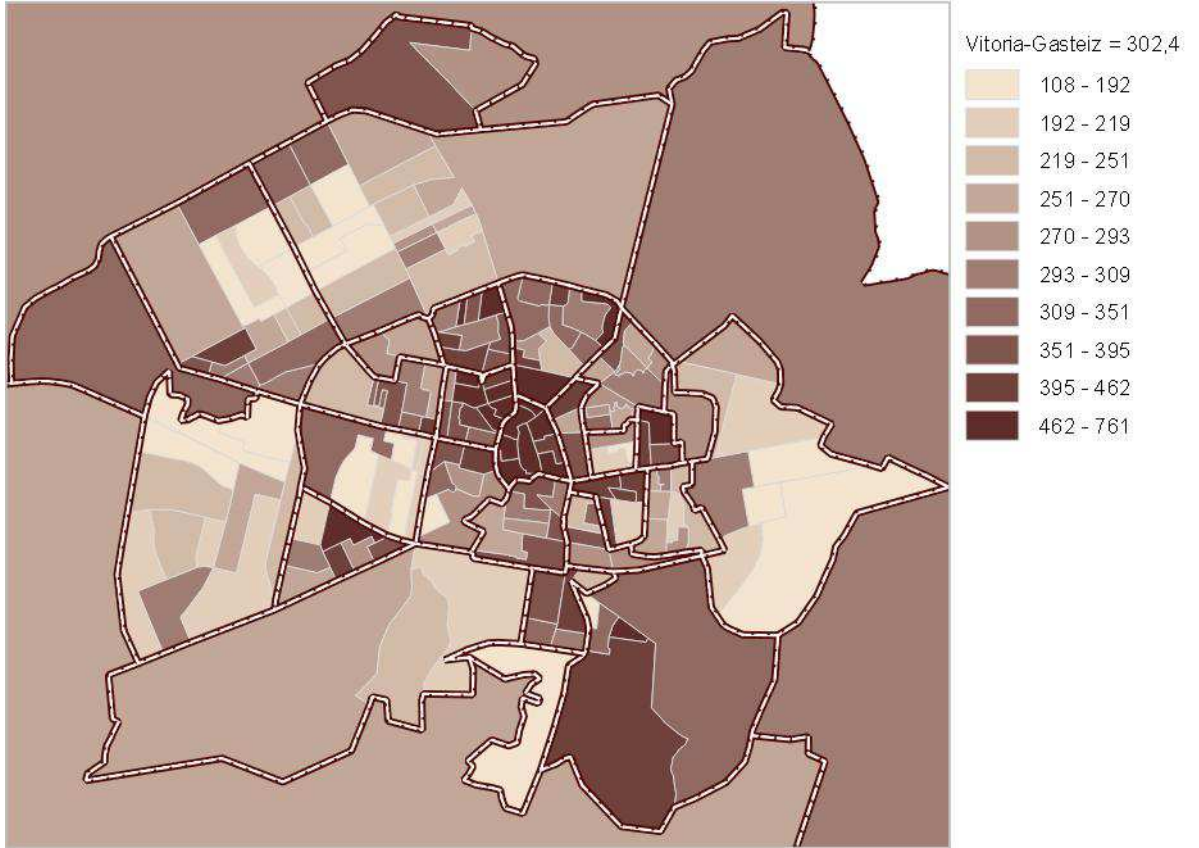 Vitoria-Gasteiz = 302,4
108 - 192
192 - 219
219 - 251
251 - 270
270 - 293
293 - 309
309 - 351
351 - 395
395 - 462
462 - 761